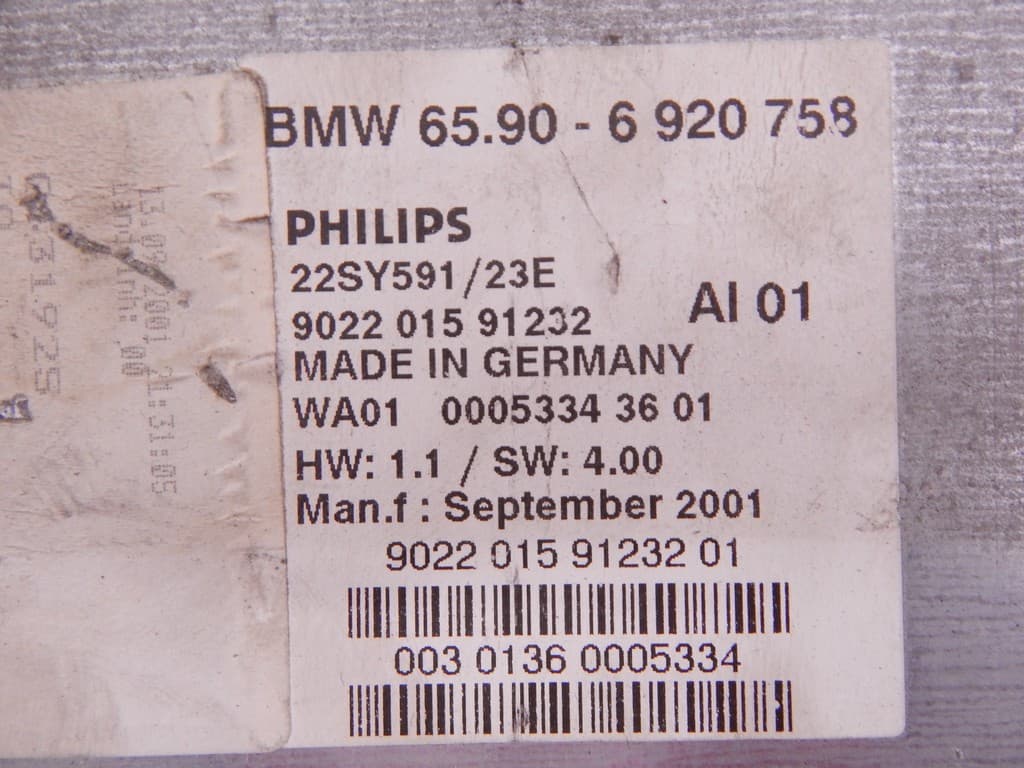 BMW 65.90 - 6 920 758
PHILIPS
22SY591/23E
AI 01
9022 015 91232
MADE IN GERMANY
WA01 0005334 36 01
HW: 1.1 / SW: 4.00
Man.f : September 2001
9022 015 91232 01
003 0136 0005334